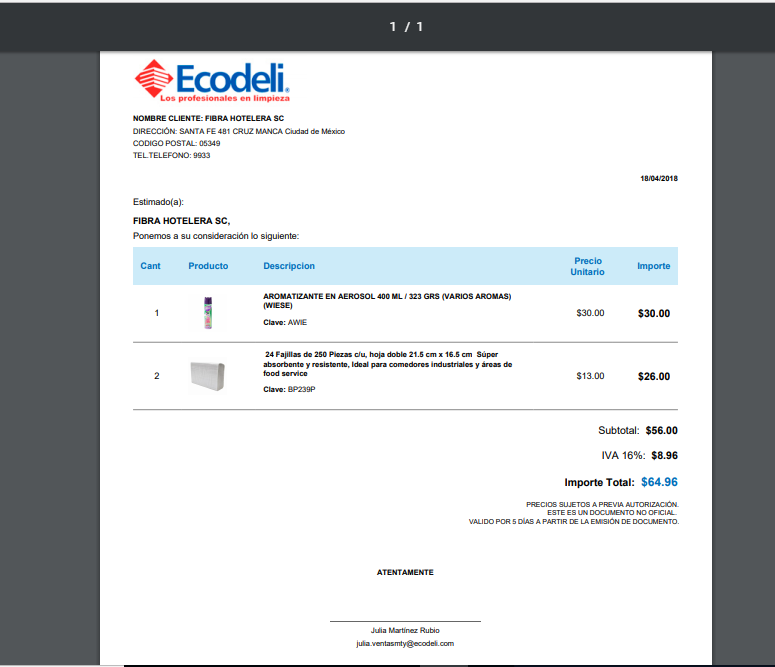 1 / 1
Ecodeli®
Los profesionales en limpieza
NOMBRE CLIENTE: FIBRA HOTELERA SC
DIRECCIÓN: SANTA FE 481 CRUZ MANCA Ciudad de México
CODIGO POSTAL: 05349
TEL.TELEFONO: 9933
18/04/2018
Estimado(a):
FIBRA HOTELERA SC,
Ponemos a su consideración lo siguiente:
Cant Producto Descripcion Precio Unitario Importe
AROMATIZANTE EN AEROSOL 400 ML / 323 GRS (VARIOS AROMAS)
(WIESE)
1 $30.00 $30.00
Clave: AWIE
24 Fajillas de 250 Piezas c/u, hoja doble 21.5 cm x 16.5 cm Súper
absorbente y resistente, Ideal para comedores industriales y áreas de
food service
2 $13.00 $26.00
Clave: BP239P
Subtotal: $56.00
IVA 16%: $8.96
Importe Total: $64.96
PRECIOS SUJETOS A PREVIA AUTORIZACIÓN.
ESTE ES UN DOCUMENTO NO OFICIAL.
VALIDO POR 5 DÍAS A PARTIR DE LA EMISIÓN DE DOCUMENTO.
ATENTAMENTE
Julia Martínez Rubio
julia.ventasmty@ecodeli.com